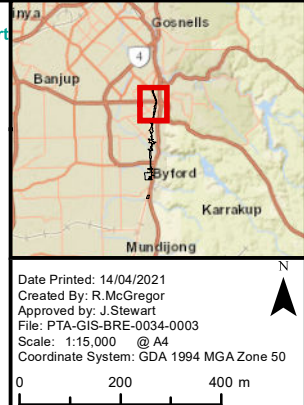 inya
Gosnells
rt
4
Banjup
Byford
Karrakup
Mundijong
N
Date Printed: 14/04/2021
Created By: R.McGregor
Approved by: J.Stewart
File: PTA-GIS-BRE-0034-0003
Scale: 1:15,000 @ A4
Coordinate System: GDA 1994 MGA Zone 50
0 200 400 m